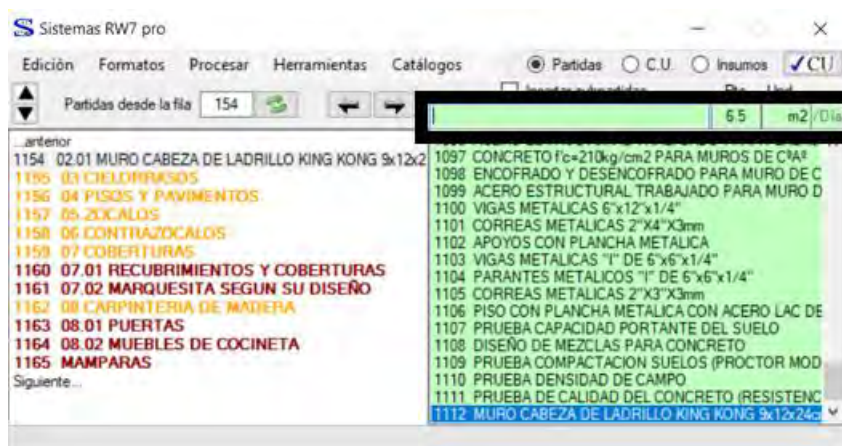 Sistemas RW7 pro
Edición Formatos Procesar Herramientas Catálogos Partidas C.U. Insumos ✓CU
Partidas desde la fila 154
6.5 m2 /Día
...anterior
1154 02.01 MURO CABEZA DE LADRILLO KING KONG 9x12x2
1155 03 CIELORRASOS
1156 04 PISOS Y PAVIMENTOS
1157 05 ZOCALOS
1158 06 CONTRAZOCALOS
1159 07 COBERTURAS
1160 07.01 RECUBRIMIENTOS Y COBERTURAS
1161 07.02 MARQUESITA SEGUN SU DISEÑO
1162 08 CARPINTERIA DE MADERA
1163 08.01 PUERTAS
1164 08.02 MUEBLES DE COCINETA
1165 MAMPARAS
Siguiente...
1097 CONCRETO f'c=210kg/cm2 PARA MUROS DE CªAª
1098 ENCOFRADO Y DESENCOFRADO PARA MURO DE C
1099 ACERO ESTRUCTURAL TRABAJADO PARA MURO D
1100 VIGAS METALICAS 6"x12"x1/4"
1101 CORREAS METALICAS 2"X4"X3mm
1102 APOYOS CON PLANCHA METALICA
1103 VIGAS METALICAS "I" DE 6"x6"x1/4"
1104 PARANTES METALICOS "I" DE 6"x6"x1/4"
1105 CORREAS METALICAS 2"X3"X3mm
1106 PISO CON PLANCHA METALICA CON ACERO LAC DE
1107 PRUEBA CAPACIDAD PORTANTE DEL SUELO
1108 DISEÑO DE MEZCLAS PARA CONCRETO
1109 PRUEBA COMPACTACION SUELOS (PROCTOR MOD
1110 PRUEBA DENSIDAD DE CAMPO
1111 PRUEBA DE CALIDAD DEL CONCRETO (RESISTENC
1112 MURO CABEZA DE LADRILLO KING KONG 9x12x24c